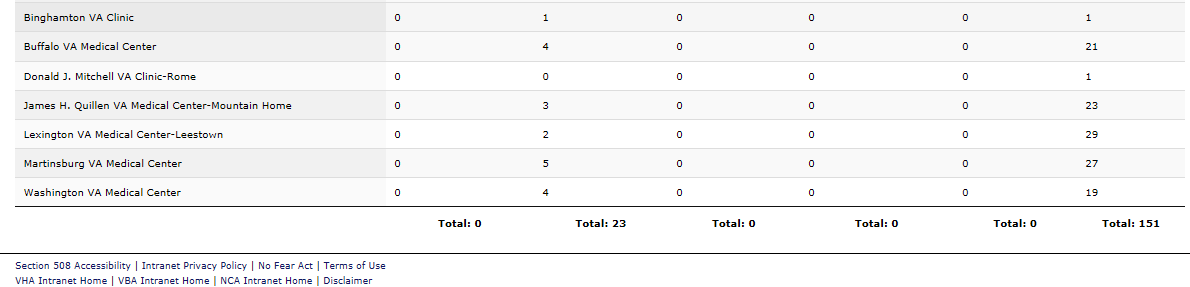 Binghamton VA Clinic 0 1 0 0 0 1
Buffalo VA Medical Center 0 4 0 0 0 21
Donald J. Mitchell VA Clinic-Rome 0 0 0 0 0 1
James H. Quillen VA Medical Center-Mountain Home 0 3 0 0 0 23
Lexington VA Medical Center-Leestown 0 2 0 0 0 29
Martinsburg VA Medical Center 0 5 0 0 0 27
Washington VA Medical Center 0 4 0 0 0 19
Total: 0 Total: 23 Total: 0 Total: 0 Total: 0 Total: 151
Section 508 Accessibility | Intranet Privacy Policy | No Fear Act | Terms of Use
VHA Intranet Home | VBA Intranet Home | NCA Intranet Home | Disclaimer